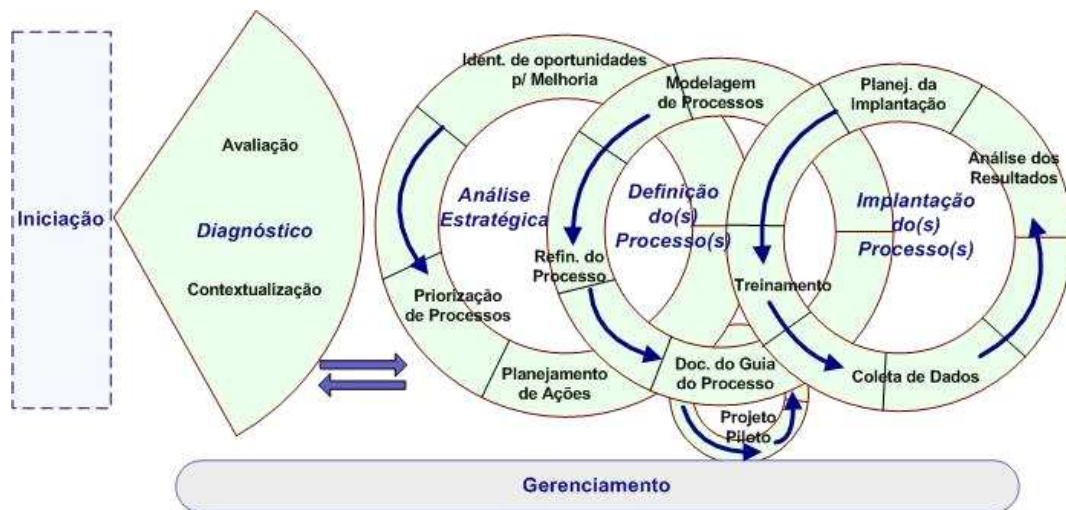 Iniciação
Avaliação
Diagnóstico
Contextualização
Ident. de oportunidades
p/ Melhoria
Análise
Estratégica
Priorização
de Processos
Planejamento
de Ações
Modelagem
de Processos
Definição
do(s)
Processo(s)
Refin. do
Processo
Doc. do Guia
do Processo
Projeto
Piloto
Planej. da
Implantação
Análise dos
Resultados
Implantação
do(s)
Processo(s)
Treinamento
Coleta de Dados
Gerenciamento